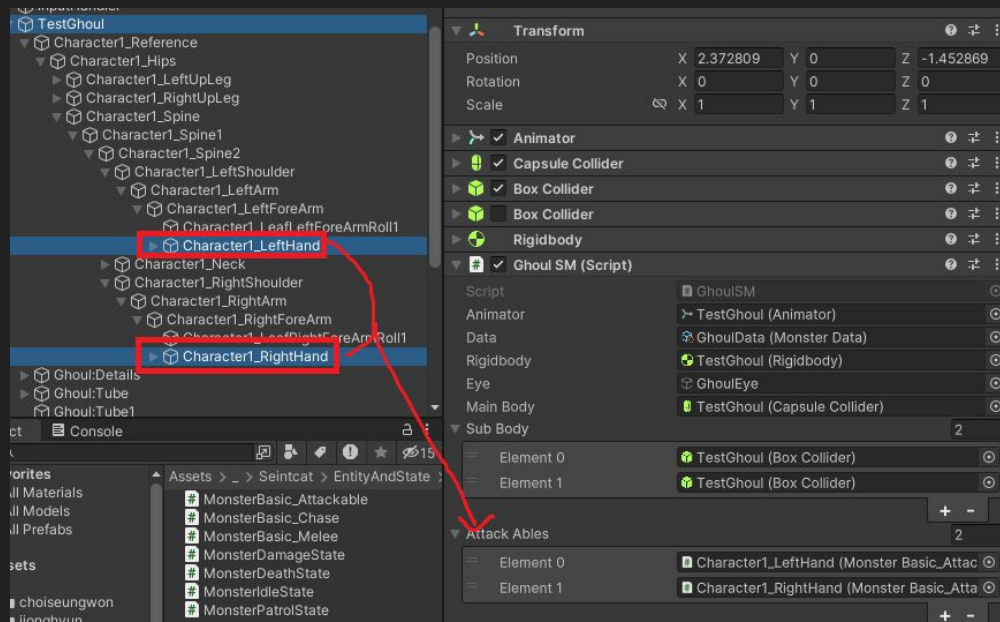 InputHandler
TestGhoul
Character1_Reference
Character1_Hips
Character1_LeftUpLeg
Character1_RightUpLeg
Character1_Spine
Character1_Spine1
Character1_Spine2
Character1_LeftShoulder
Character1_LeftArm
Character1_LeftForeArm
Character1_LeafLeftForeArmRoll1
Character1_LeftHand
Character1_Neck
Character1_RightShoulder
Character1_RightArm
Character1_RightForeArm
Character1_LeafRightForeArmRoll1
Character1_RightHand
Ghoul:Details
Ghoul:Tube
Ghoul:Tube1
ct Console
15
vorites
All Materials
All Models
All Prefabs
sets
choiseungwon
jionghyun
Assets > _ > Seintcat > EntityAndState >
MonsterBasic_Attackable
MonsterBasic_Chase
MonsterBasic_Melee
MonsterDamageState
MonsterDeathState
MonsterIdleState
MonsterPatrolState
Transform
Position X 2.372809 Y 0 Z -1.452869
Rotation X 0 Y 0 Z 0
Scale X 1 Y 1 Z 1
Animator
Capsule Collider
Box Collider
Box Collider
Rigidbody
Ghoul SM (Script)
Script GhoulSM
Animator TestGhoul (Animator)
Data GhoulData (Monster Data)
Rigidbody TestGhoul (Rigidbody)
Eye GhoulEye
Main Body TestGhoul (Capsule Collider)
Sub Body 2
Element 0 TestGhoul (Box Collider)
Element 1 TestGhoul (Box Collider)
+ -
Attack Ables 2
Element 0 Character1_LeftHand (Monster Basic_Attac
Element 1 Character1_RightHand (Monster Basic_Atta
+ -